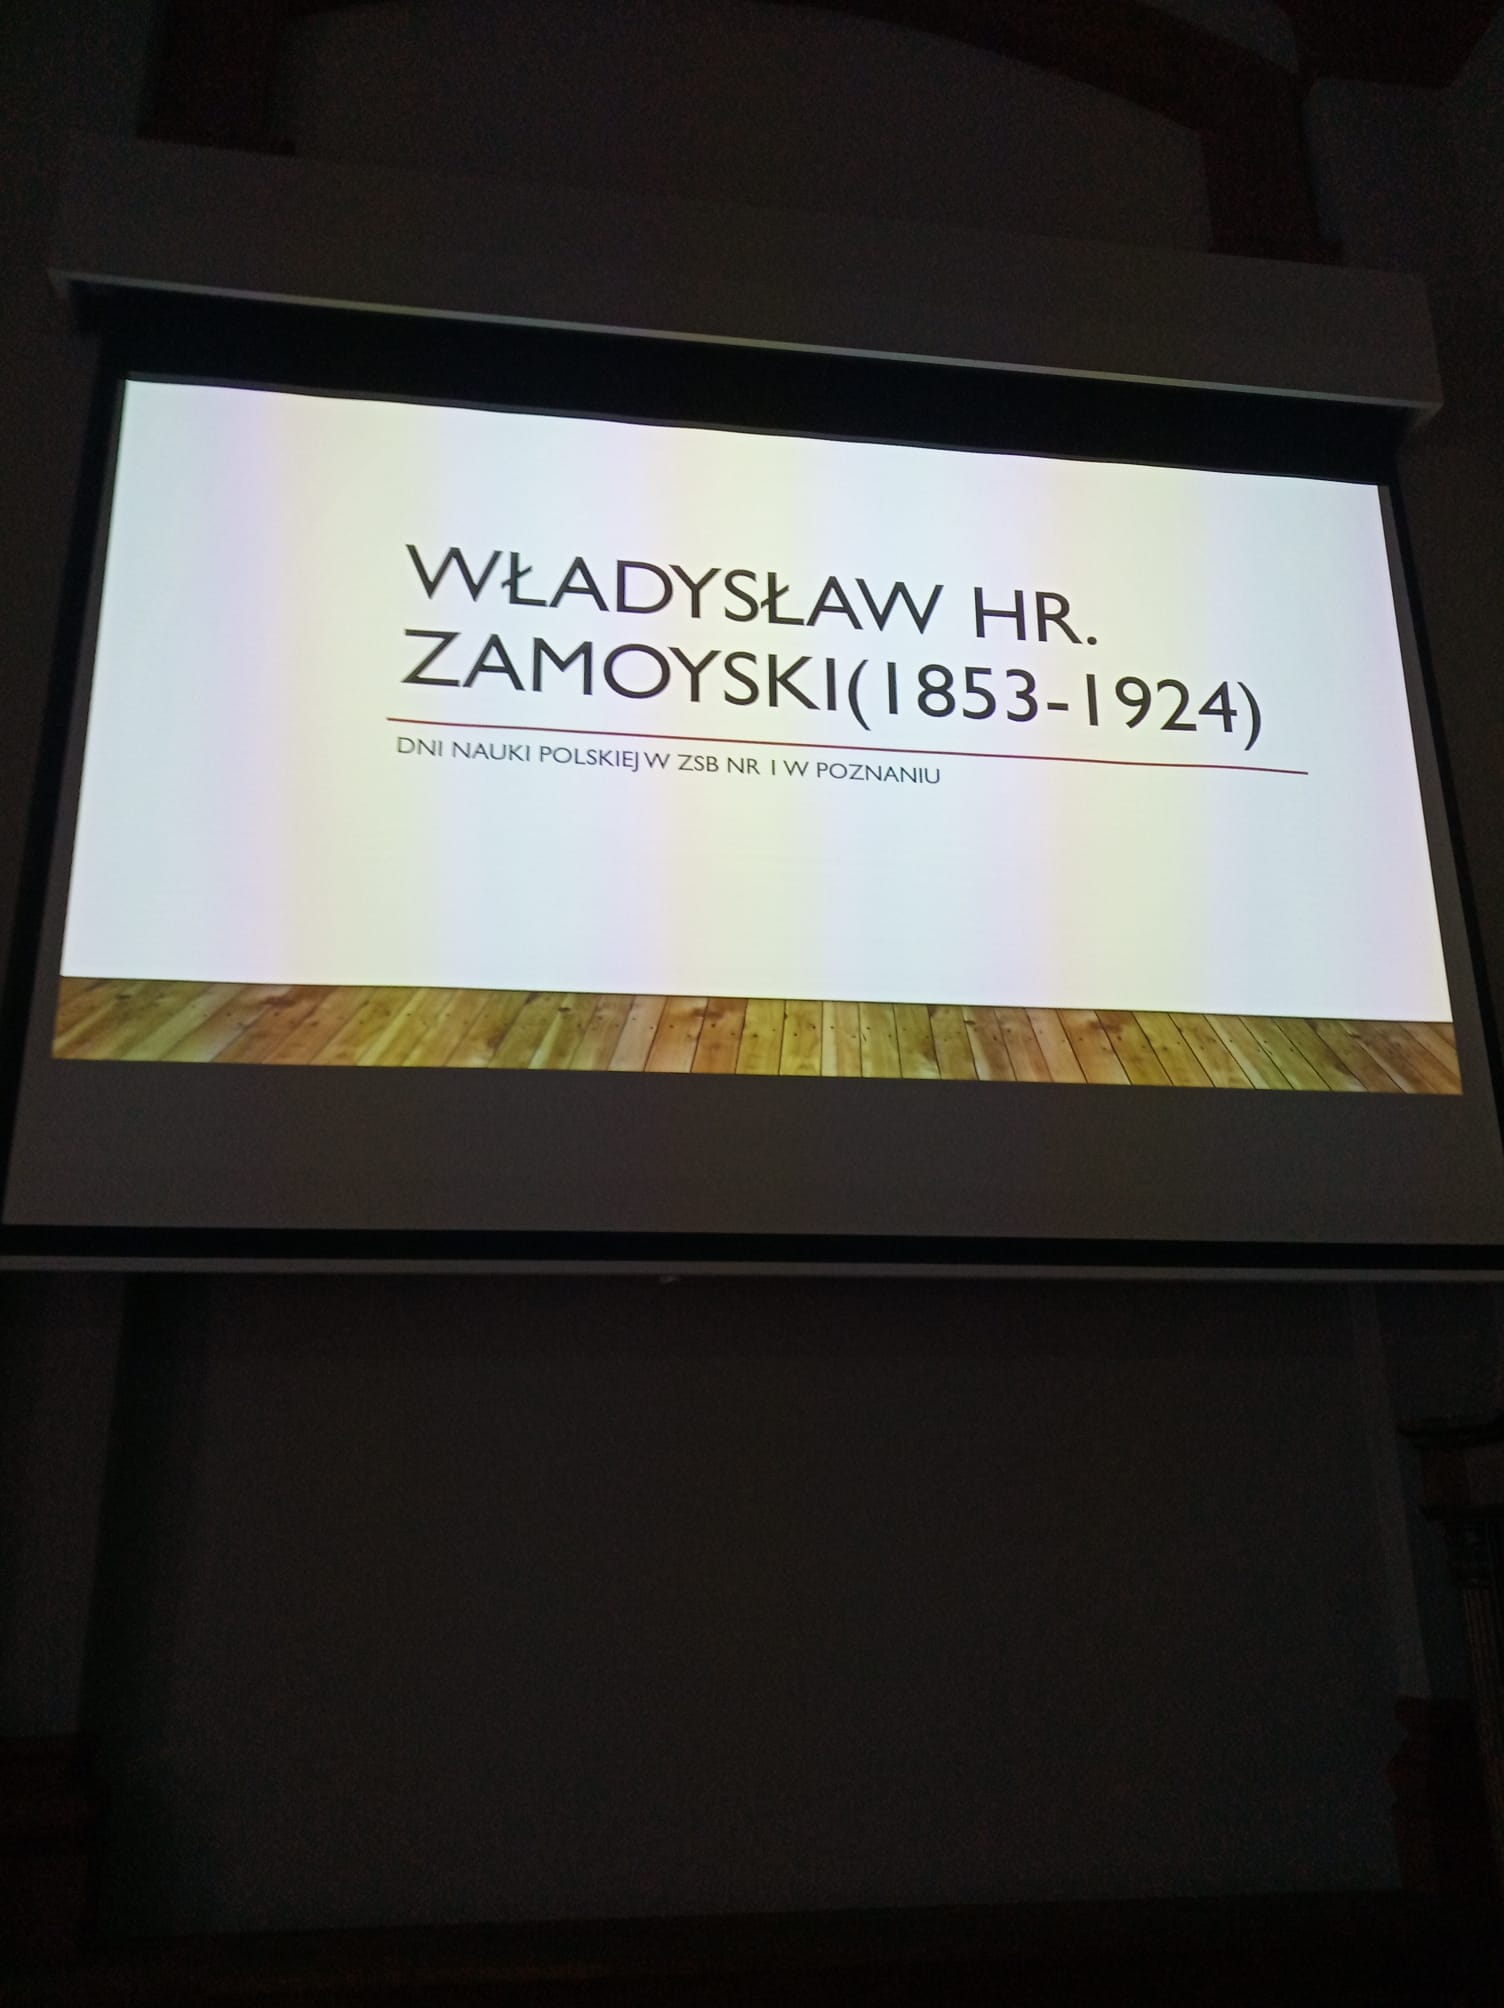 WŁADYSŁAW HR.
ZAMOYSKI(1853-1924)
DNI NAUKI POLSKIEJ W ZSB NR 1 W POZNANIU